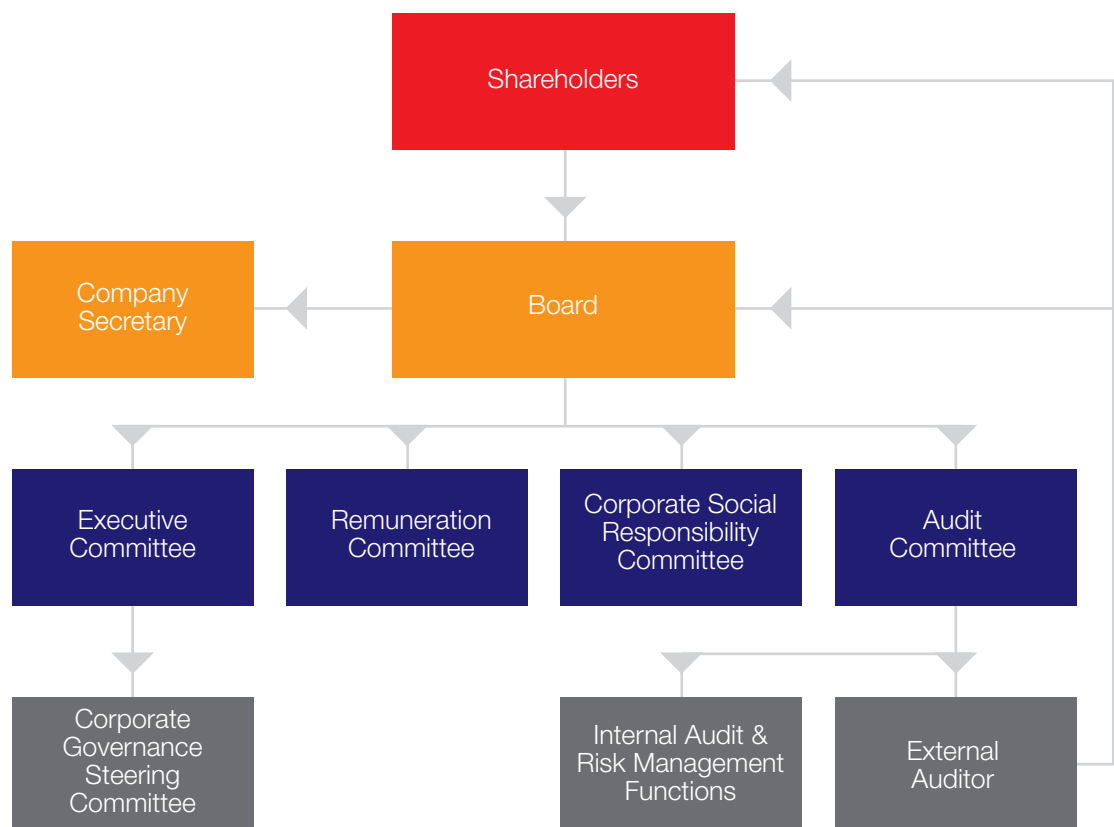 Shareholders
Company
Secretary
Board
Executive
Committee
Remuneration
Committee
Corporate Social
Responsibility
Committee
Audit
Committee
Corporate
Governance
Steering
Committee
Internal Audit &
Risk Management
Functions
External
Auditor